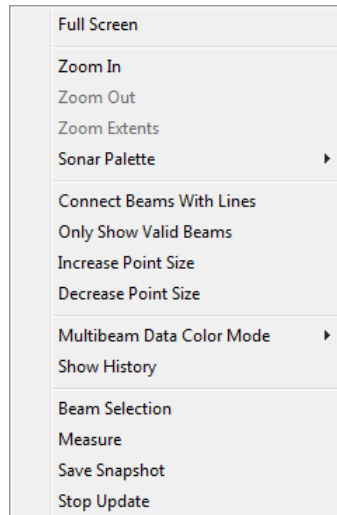 Full Screen
Zoom In
Zoom Out
Zoom Extents
Sonar Palette
Connect Beams With Lines
Only Show Valid Beams
Increase Point Size
Decrease Point Size
Multibeam Data Color Mode
Show History
Beam Selection
Measure
Save Snapshot
Stop Update